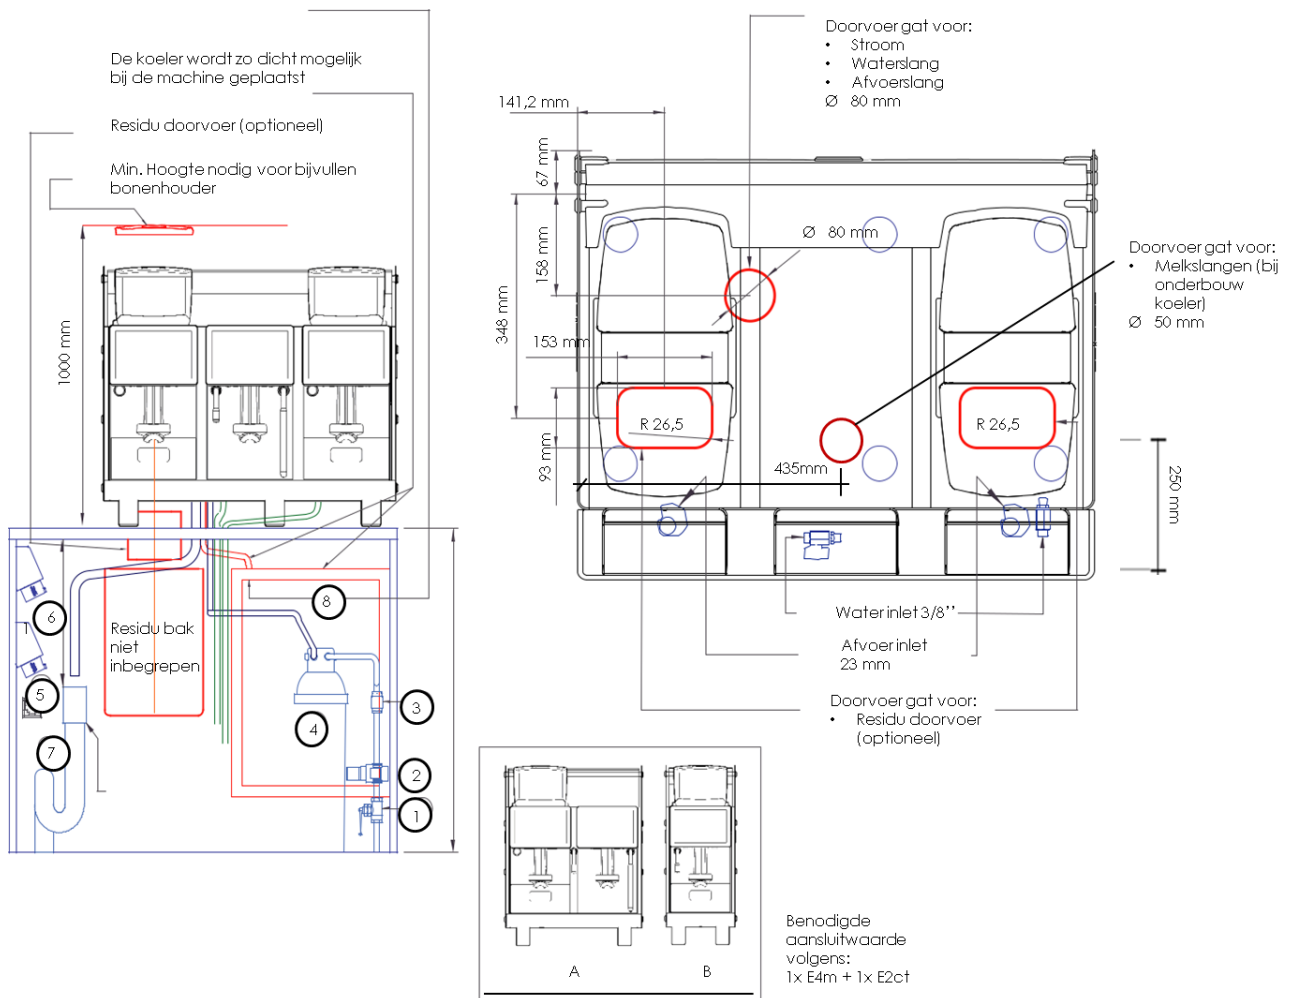 De koeler wordt zo dicht mogelijk
bij de machine geplaatst
Residu doorvoer (optioneel)
Min. Hoogte nodig voor bijvullen
bonenhouder
1000 mm
Residu bak
niet
inbegrepen
1
2
3
4
5
6
7
8
Doorvoer gat voor:
• Stroom
• Waterslang
• Afvoerslang
Ø 80 mm
141,2 mm
67 mm
158 mm
348 mm
Ø 80 mm
153 mm
93 mm
R 26,5
R 26,5
435mm
250 mm
Doorvoer gat voor:
• Melkslangen (bij
onderbouw
koeler)
Ø 50 mm
Water inlet 3/8’’
Afvoer inlet
23 mm
Doorvoer gat voor:
• Residu doorvoer
(optioneel)
A
B
Benodigde
aansluitwaarde
volgens:
1x E4m + 1x E2ct